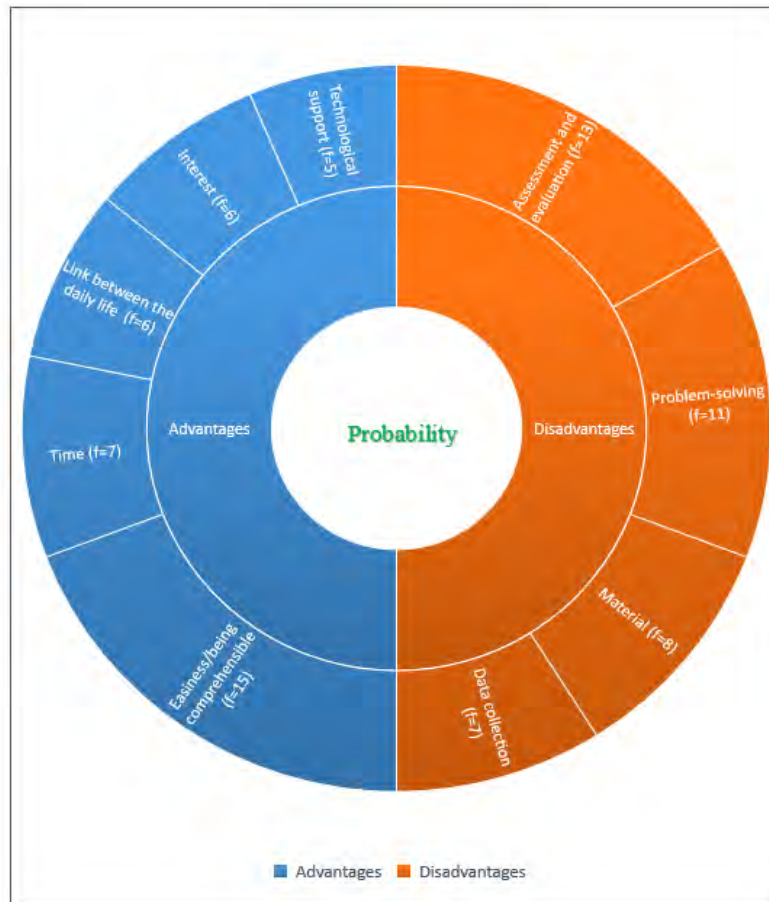 Technological
support (f=5)
Interest (f=6)
Link between the
daily life (f=6)
Time (f=7)
Easiness/being
comprehensible
(f=15)
Advantages
Probability
Disadvantages
Assessment and
evaluation (f=13)
Problem-solving
(f=11)
Material (f=8)
Data collection
(f=7)
Advantages
Disadvantages